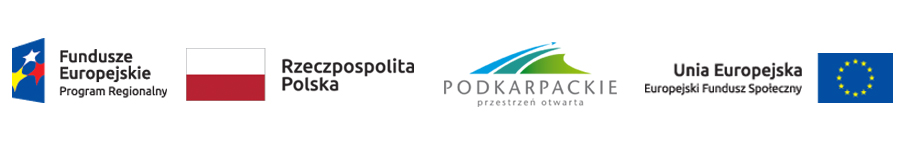 Fundusze
Europejskie
Program Regionalny
Rzeczpospolita
Polska
PODKARPACKIE
przestrzeń otwarta
Unia Europejska
Europejski Fundusz Społeczny